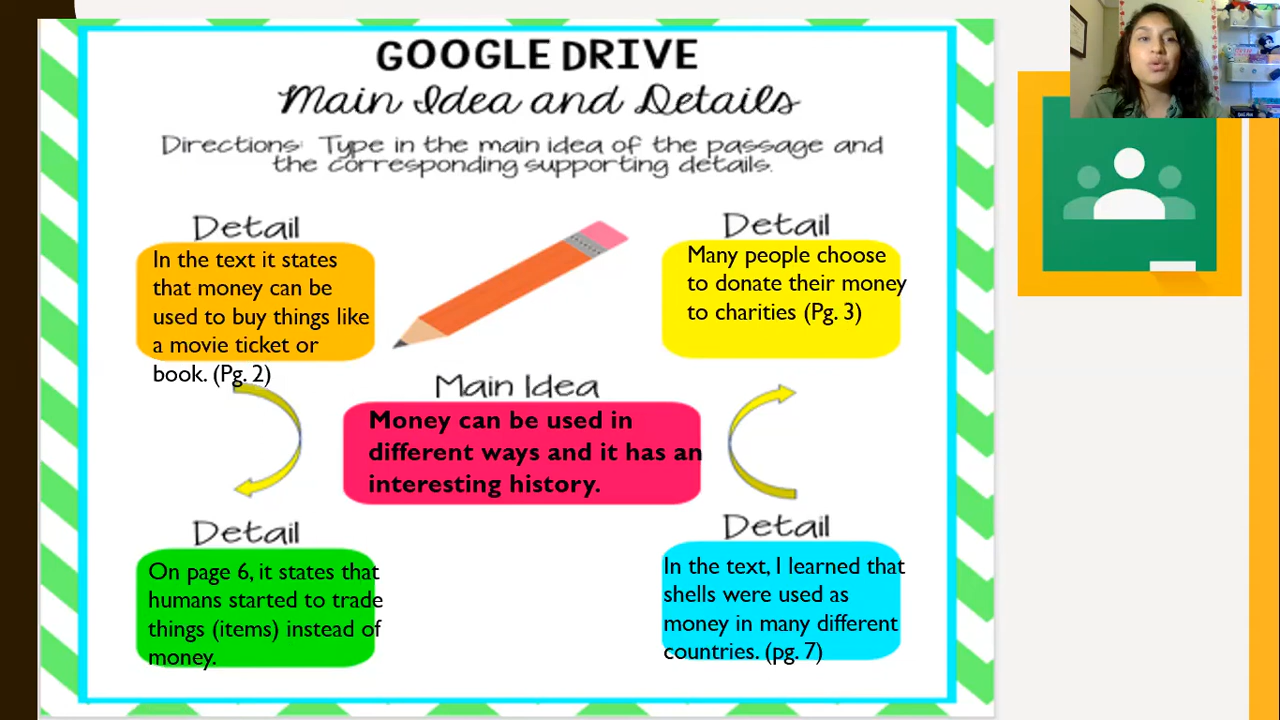 GOOGLE DRIVE
Main Idea and Details
Directions: Type in the main idea of the passage and
the corresponding supporting details.
Detail
In the text it states
that money can be
used to buy things like
a movie ticket or
book. (Pg. 2)
Detail
Many people choose
to donate their money
to charities (Pg. 3)
Main Idea
Money can be used in
different ways and it has an
interesting history.
Detail
On page 6, it states that
humans started to trade
things (items) instead of
money.
Detail
In the text, I learned that
shells were used as
money in many different
countries. (pg. 7)